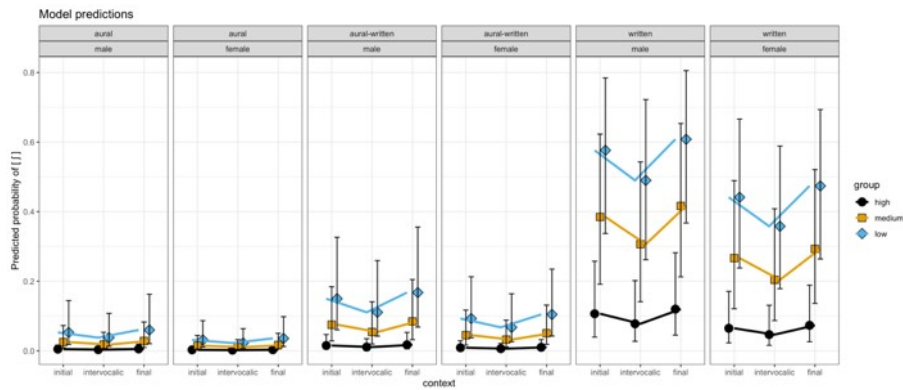 Model predictions
aural aural aural-written aural-written written written
male female male female male female
Predicted probability of [ʃ]
0.8
0.6
0.4
0.2
0.0
initial intervocalic final initial intervocalic final initial intervocalic final initial intervocalic final initial intervocalic final initial intervocalic final
context
group
high
medium
low